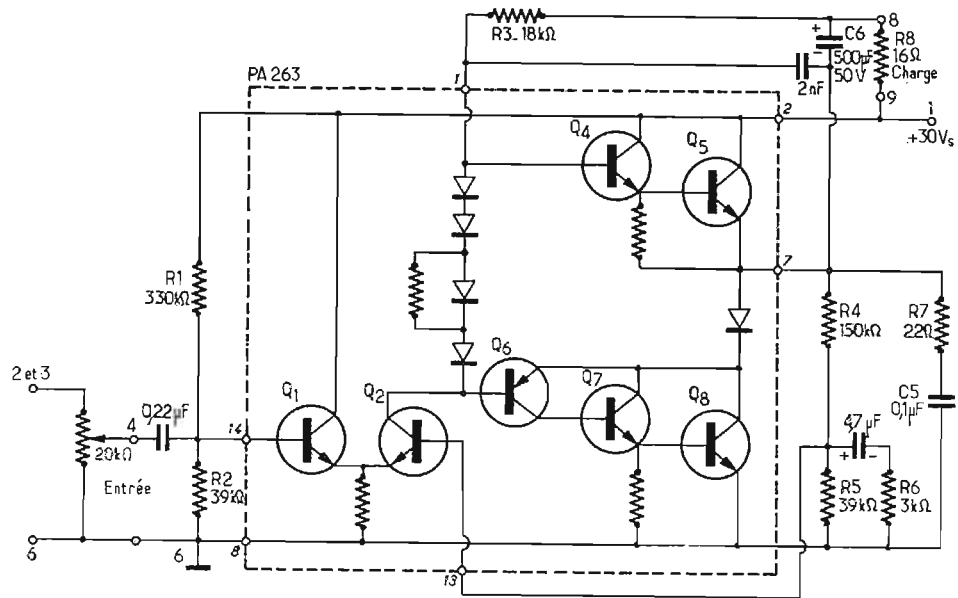 R3_18kΩ
+
C6
500µF
50V
-
8
R8
16Ω
Charge
9
2nF
PA 263
1
2
1
+30Vs
Q4
Q5
7
R1
330kΩ
R4
150kΩ
R7
22Ω
C5
0,1µF
Q6
Q7
Q8
Q1
Q2
2 et 3
4
0,22µF
20kΩ
Entrée
14
R2
39kΩ
47µF
+ -
R5
39kΩ
R6
3kΩ
6
6
8
13